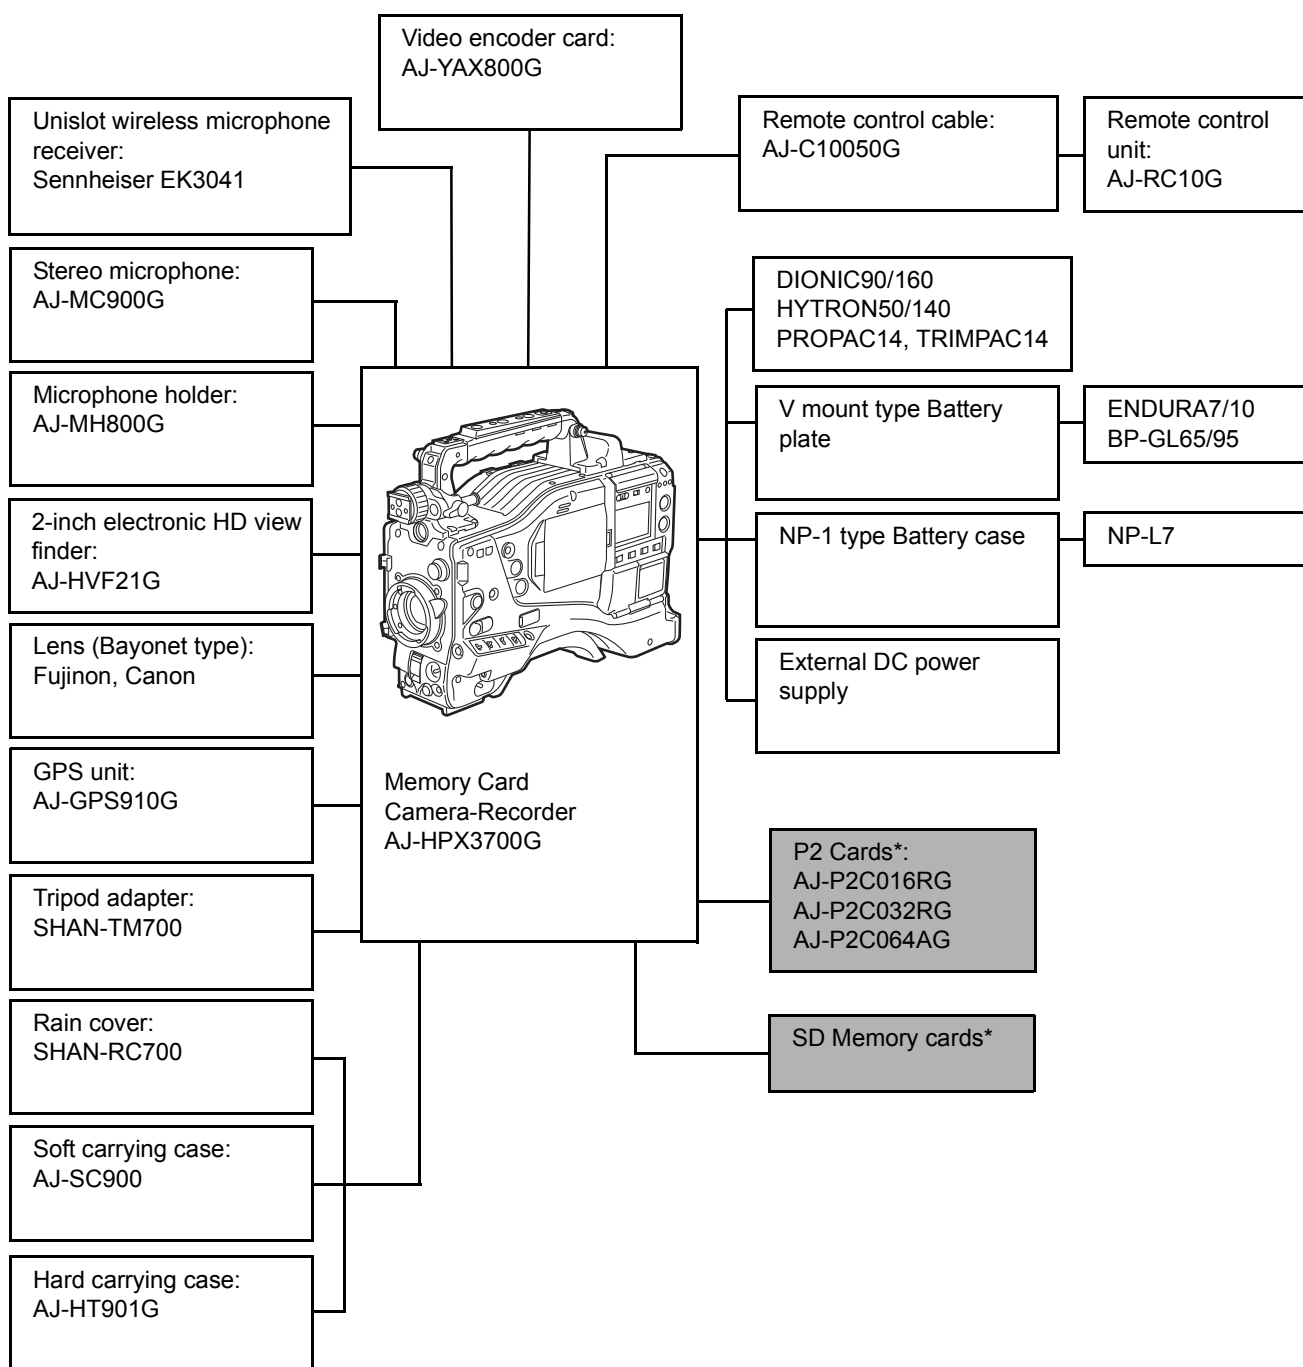 Video encoder card:
AJ-YAX800G
Unislot wireless microphone
receiver:
Sennheiser EK3041
Remote control cable:
AJ-C10050G
Remote control
unit:
AJ-RC10G
Stereo microphone:
AJ-MC900G
DIONIC90/160
HYTRON50/140
PROPAC14, TRIMPAC14
Microphone holder:
AJ-MH800G
V mount type Battery
plate
ENDURA7/10
BP-GL65/95
2-inch electronic HD view
finder:
AJ-HVF21G
NP-1 type Battery case
NP-L7
Lens (Bayonet type):
Fujinon, Canon
External DC power
supply
GPS unit:
AJ-GPS910G
Memory Card
Camera-Recorder
AJ-HPX3700G
P2 Cards*:
AJ-P2C016RG
AJ-P2C032RG
AJ-P2C064AG
Tripod adapter:
SHAN-TM700
Rain cover:
SHAN-RC700
SD Memory cards*
Soft carrying case:
AJ-SC900
Hard carrying case:
AJ-HT901G